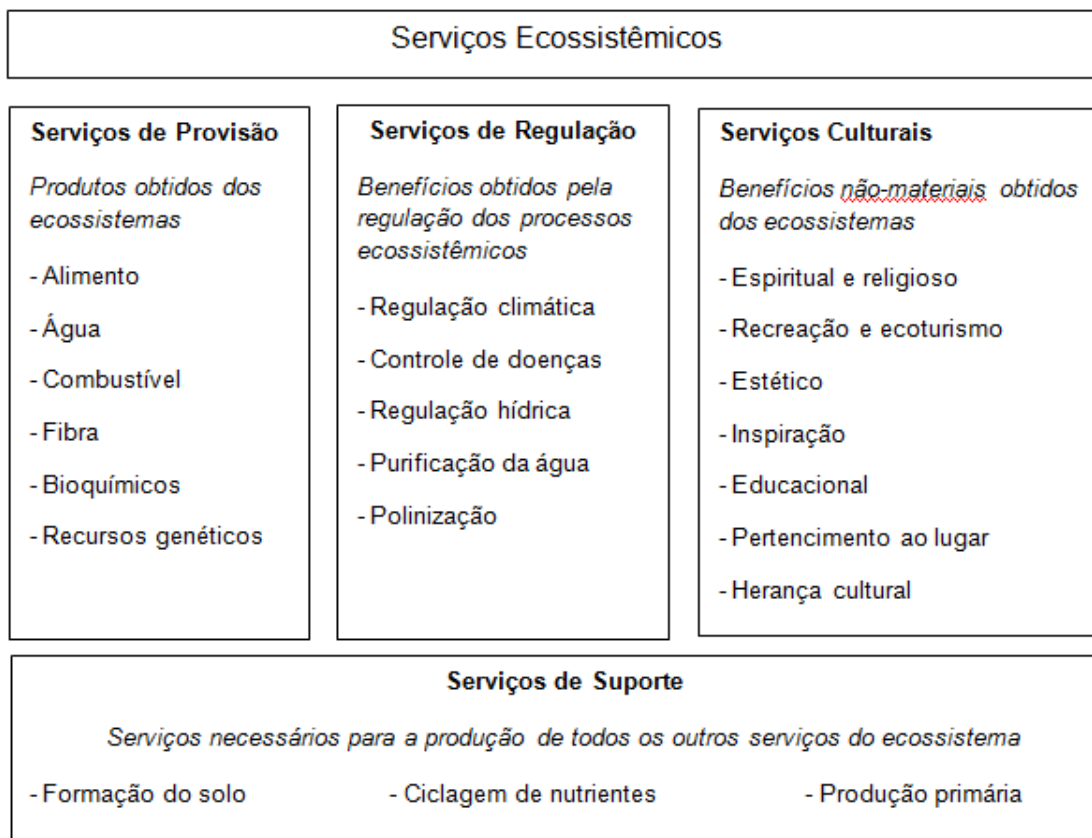 Serviços Ecossistêmicos
Serviços de Provisão
Produtos obtidos dos
ecossistemas
- Alimento
- Água
- Combustível
- Fibra
- Bioquímicos
- Recursos genéticos
Serviços de Regulação
Benefícios obtidos pela
regulação dos processos
ecossistêmicos
- Regulação climática
- Controle de doenças
- Regulação hídrica
- Purificação da água
- Polinização
Serviços Culturais
Benefícios não-materiais obtidos
dos ecossistemas
- Espiritual e religioso
- Recreação e ecoturismo
- Estético
- Inspiração
- Educacional
- Pertencimento ao lugar
- Herança cultural
Serviços de Suporte
Serviços necessários para a produção de todos os outros serviços do ecossistema
- Formação do solo - Ciclagem de nutrientes - Produção primária